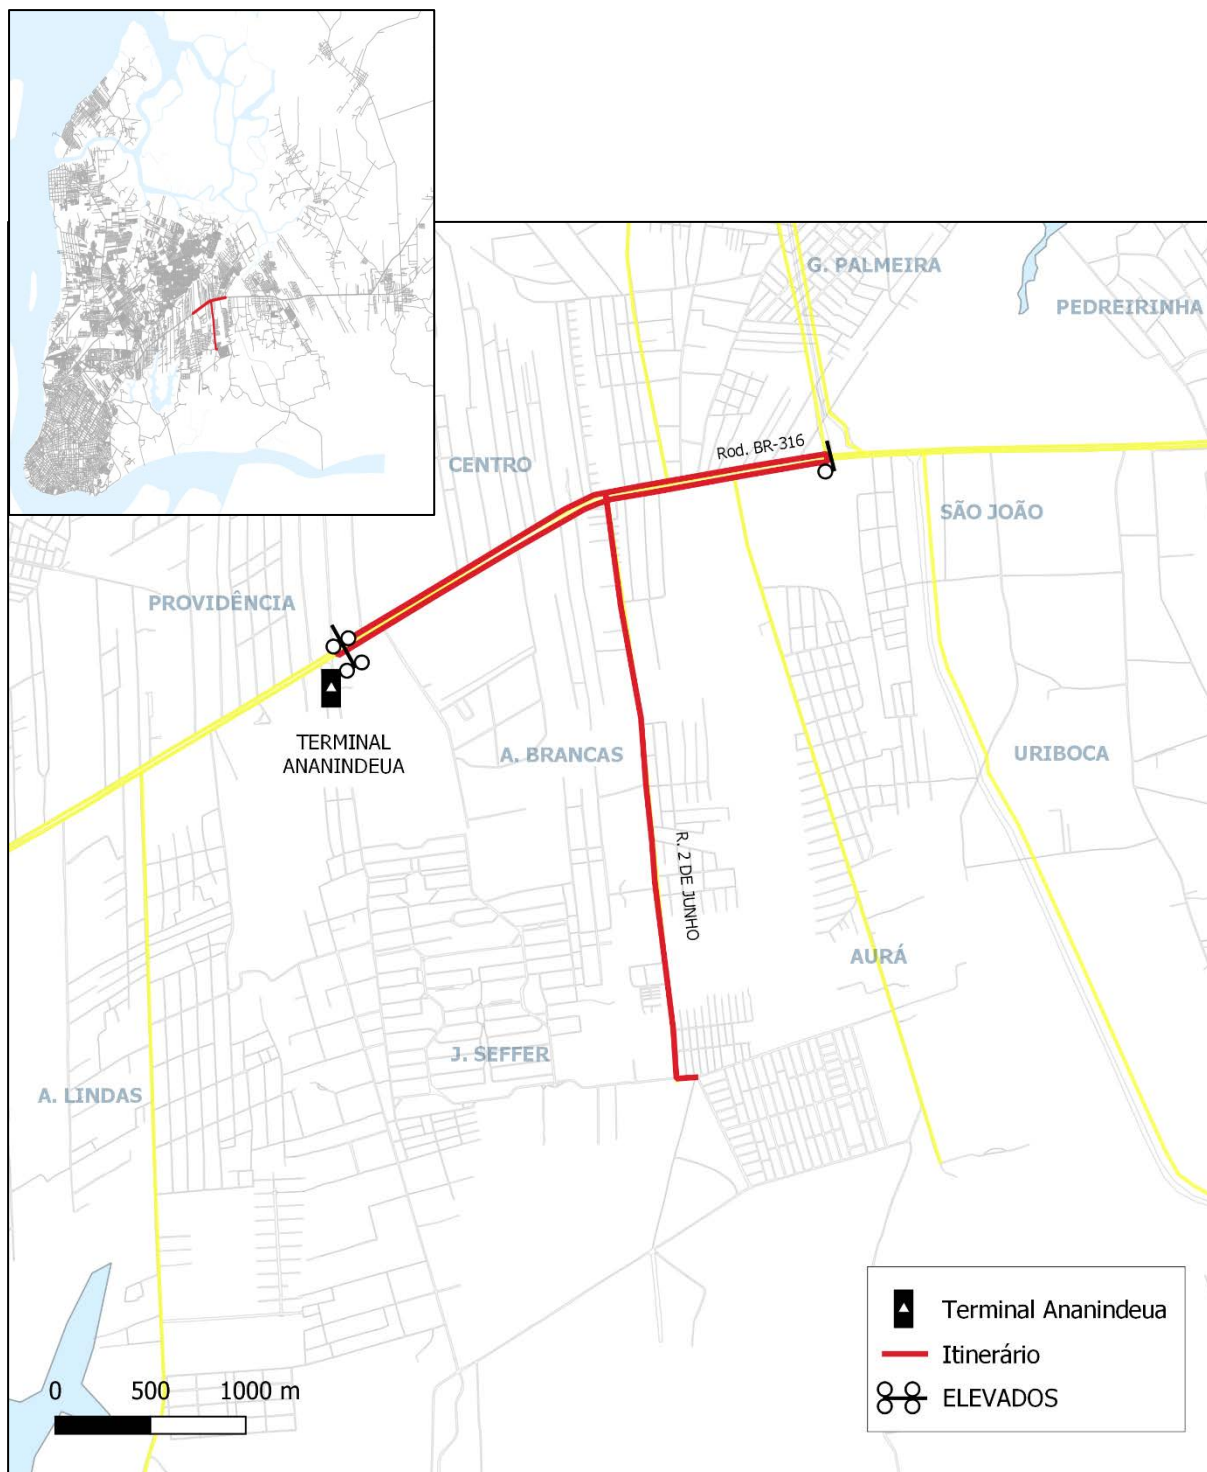 G. PALMEIRA
PEDREIRINHA
Rod. BR-316
CENTRO
SÃO JOÃO
PROVIDÊNCIA
TERMINAL
ANANINDEUA
A. BRANCAS
URIBOCA
R. 2 DE JUNHO
AURÁ
J. SEFFER
A. LINDAS
Terminal Ananindeua
Itinerário
ELEVADOS
0 500 1000 m